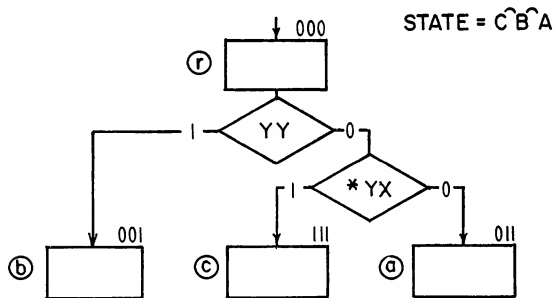 000
STATE = C⌢B⌢A
r
1 YY 0
1 * YX 0
001
111
011
b
c
a